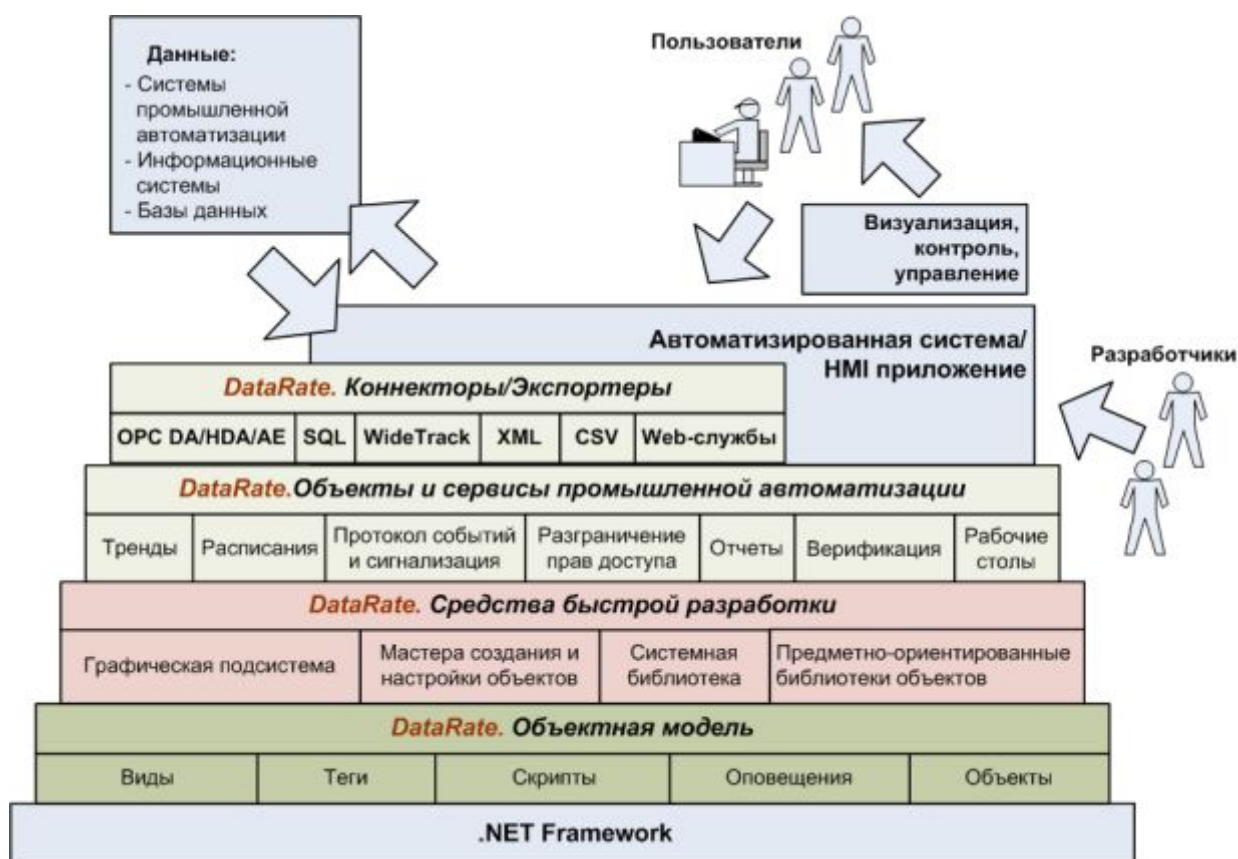 Данные:
- Системы
промышленной
автоматизации
- Информационные
системы
- Базы данных
Пользователи
Визуализация,
контроль,
управление
Автоматизированная система/
HMI приложение
Разработчики
DataRate. Коннекторы/Экспортеры
OPC DA/HDA/AE
SQL
WideTrack
XML
CSV
Web-службы
DataRate.Объекты и сервисы промышленной автоматизации
Тренды
Расписания
Протокол событий
и сигнализация
Разграничение
прав доступа
Отчеты
Верификация
Рабочие
столы
DataRate. Средства быстрой разработки
Графическая подсистема
Мастера создания и
настройки объектов
Системная
библиотека
Предметно-ориентированные
библиотеки объектов
DataRate. Объектная модель
Виды
Теги
Скрипты
Оповещения
Объекты
.NET Framework